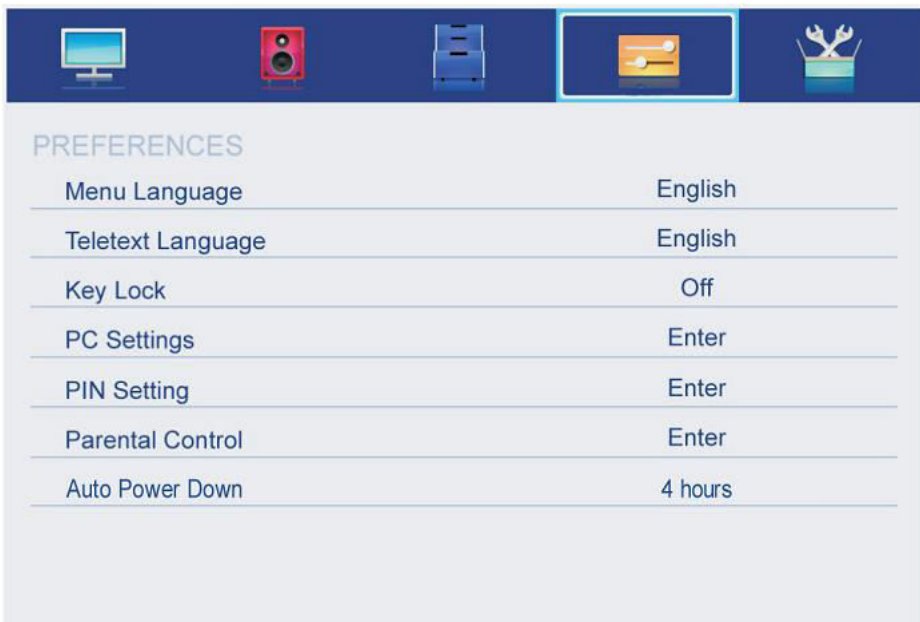 PREFERENCES
Menu Language English
Teletext Language English
Key Lock Off
PC Settings Enter
PIN Setting Enter
Parental Control Enter
Auto Power Down 4 hours